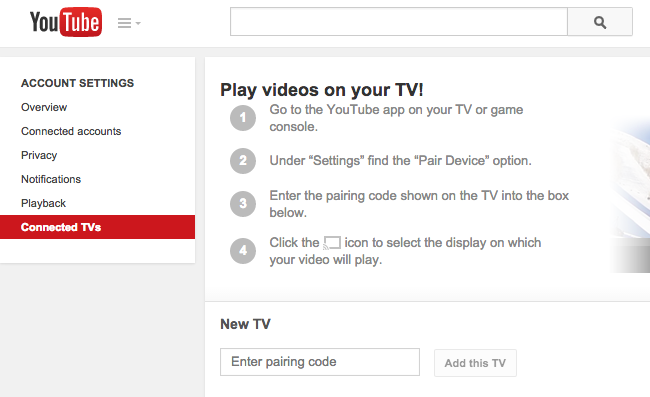 YouTube
ACCOUNT SETTINGS
Overview
Connected accounts
Privacy
Notifications
Playback
Connected TVs
Play videos on your TV!
1 Go to the YouTube app on your TV or game
console.
2 Under “Settings” find the “Pair Device” option.
3 Enter the pairing code shown on the TV into the box
below.
4 Click the icon to select the display on which
your video will play.
New TV
Enter pairing code
Add this TV